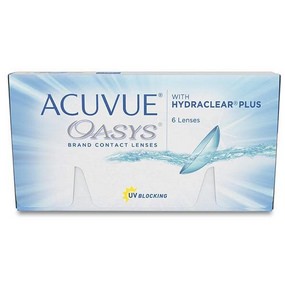 ACUVUE®
OASYS®
BRAND CONTACT LENSES
WITH
HYDRACLEAR® PLUS
6 Lenses
UV BLOCKING